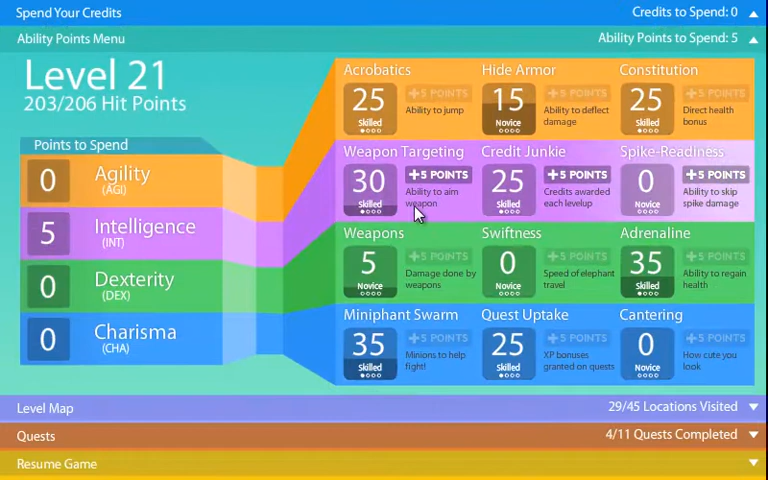 Spend Your Credits
Credits to Spend: 0
Ability Points Menu
Ability Points to Spend: 5
Level 21
203/206 Hit Points
Points to Spend
0
Agility
(AGI)
5
Intelligence
(INT)
0
Dexterity
(DEX)
0
Charisma
(CHA)
Acrobatics
25
Skilled
+5 POINTS
Ability to jump
Hide Armor
15
Novice
+5 POINTS
Ability to deflect
damage
Constitution
25
Skilled
+5 POINTS
Direct health
bonus
Weapon Targeting
30
Skilled
+5 POINTS
Ability to aim
weapon
Credit Junkie
25
Skilled
+5 POINTS
Credits awarded
each levelup
Spike-Readiness
0
Novice
+5 POINTS
Ability to skip
spike damage
Weapons
5
Novice
+5 POINTS
Damage done by
weapons
Swiftness
0
Novice
+5 POINTS
Speed of elephant
travel
Adrenaline
35
Skilled
+5 POINTS
Ability to regain
health
Miniphant Swarm
35
Skilled
+5 POINTS
Minions to help
fight!
Quest Uptake
25
Skilled
+5 POINTS
XP bonuses
granted on quests
Cantering
0
Novice
+5 POINTS
How cute you
look
Level Map
29/45 Locations Visited
Quests
4/11 Quests Completed
Resume Game